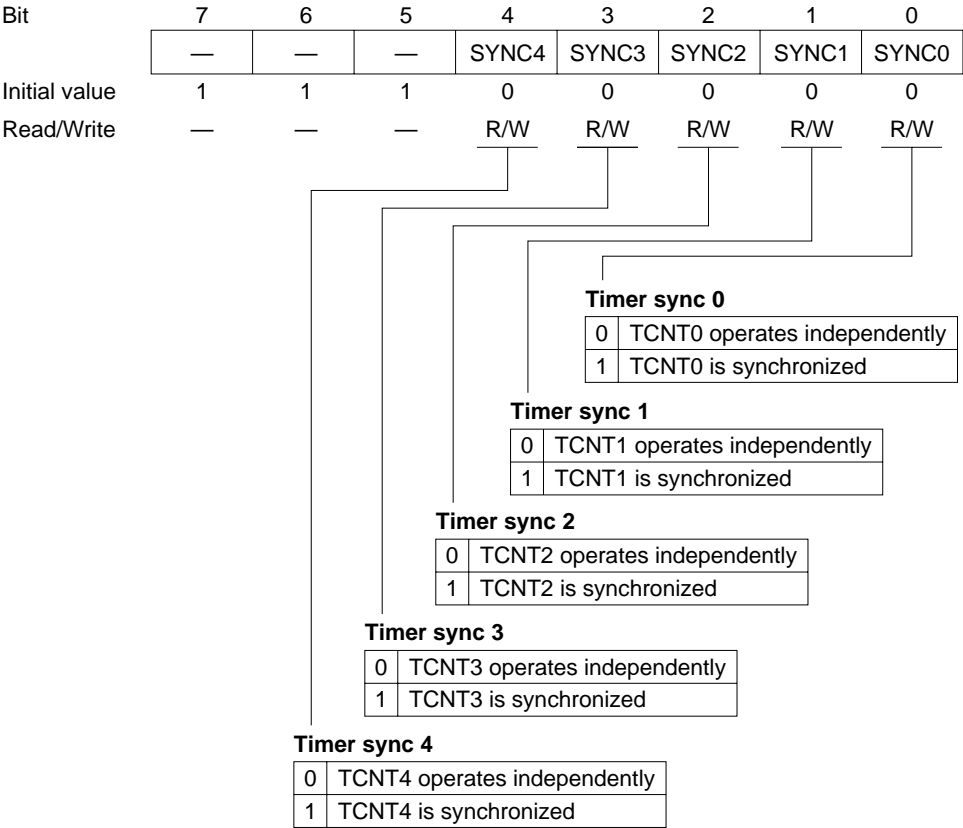 Bit 7 6 5 4 3 2 1 0
— — — SYNC4 SYNC3 SYNC2 SYNC1 SYNC0
Initial value 1 1 1 0 0 0 0 0
Read/Write — — — R/W R/W R/W R/W R/W
Timer sync 0
0 TCNT0 operates independently
1 TCNT0 is synchronized
Timer sync 1
0 TCNT1 operates independently
1 TCNT1 is synchronized
Timer sync 2
0 TCNT2 operates independently
1 TCNT2 is synchronized
Timer sync 3
0 TCNT3 operates independently
1 TCNT3 is synchronized
Timer sync 4
0 TCNT4 operates independently
1 TCNT4 is synchronized